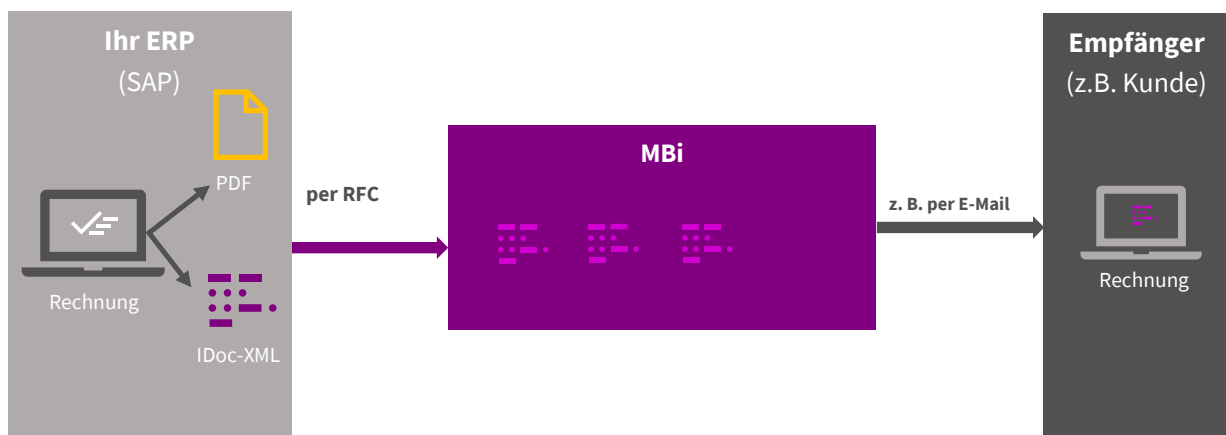 Ihr ERP
(SAP)
PDF
Rechnung
IDoc-XML
per RFC
MBi
z. B. per E-Mail
Empfänger
(z.B. Kunde)
Rechnung